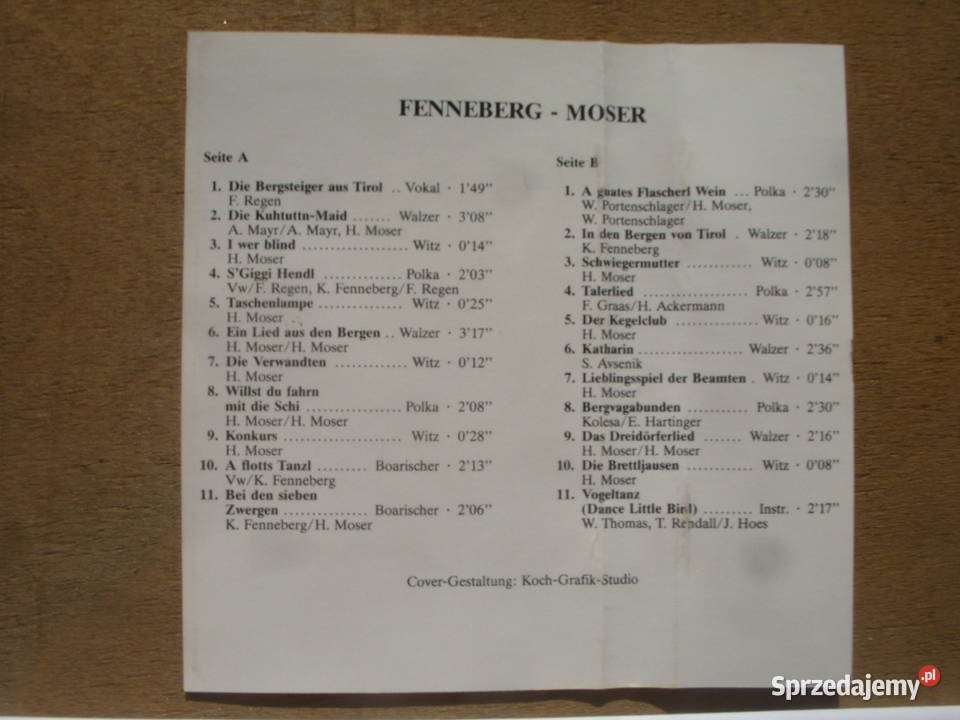 FENNEBERG - MOSER
Seite A
1. Die Bergsteiger aus Tirol .. Vokal · 1'49"
F. Regen
2. Die Kuhtuttn-Maid ....... Walzer · 3'08"
A. Mayr/A. Mayr, H. Moser
3. I wer blind .................. Witz · 0'14"
H. Moser
4. S'Giggi Hendl ............. Polka · 2'03"
Vw/F. Regen, K. Fenneberg/F. Regen
5. Taschenlampe ............... Witz · 0'25"
H. Moser
6. Ein Lied aus den Bergen .. Walzer · 3'17"
H. Moser/H. Moser
7. Die Verwandten ............ Witz · 0'12"
H. Moser
8. Willst du fahrn
mit die Schi ................ Polka · 2'08"
H. Moser/H. Moser
9. Konkurs .................... Witz · 0'28"
H. Moser
10. A flotts Tanzl ......... Boarischer · 2'13"
Vw/K. Fenneberg
11. Bei den sieben
Zwergen .............. Boarischer · 2'06"
K. Fenneberg/H. Moser
Seite B
1. A guates Flascherl Wein ... Polka · 2'30"
W. Portenschlager/H. Moser,
W. Portenschlager
2. In den Bergen von Tirol . Walzer · 2'18"
K. Fenneberg
3. Schwiegermutter ............ Witz · 0'08"
H. Moser
4. Talerlied .................. Polka · 2'57"
F. Graas/H. Ackermann
5. Der Kegelclub .............. Witz · 0'16"
H. Moser
6. Katharin .................. Walzer · 2'36"
S. Avsenik
7. Lieblingsspiel der Beamten . Witz · 0'14"
H. Moser
8. Bergvagabunden .......... Polka · 2'30"
Kolesa/E. Hartinger
9. Das Dreidörferlied ....... Walzer · 2'16"
H. Moser/H. Moser
10. Die Brettljausen ........... Witz · 0'08"
H. Moser
11. Vogeltanz
(Dance Little Bird) ......... Instr. · 2'17"
W. Thomas, T. Rendall/J. Hoes
Cover-Gestaltung: Koch-Grafik-Studio
Sprzedajemy.pl